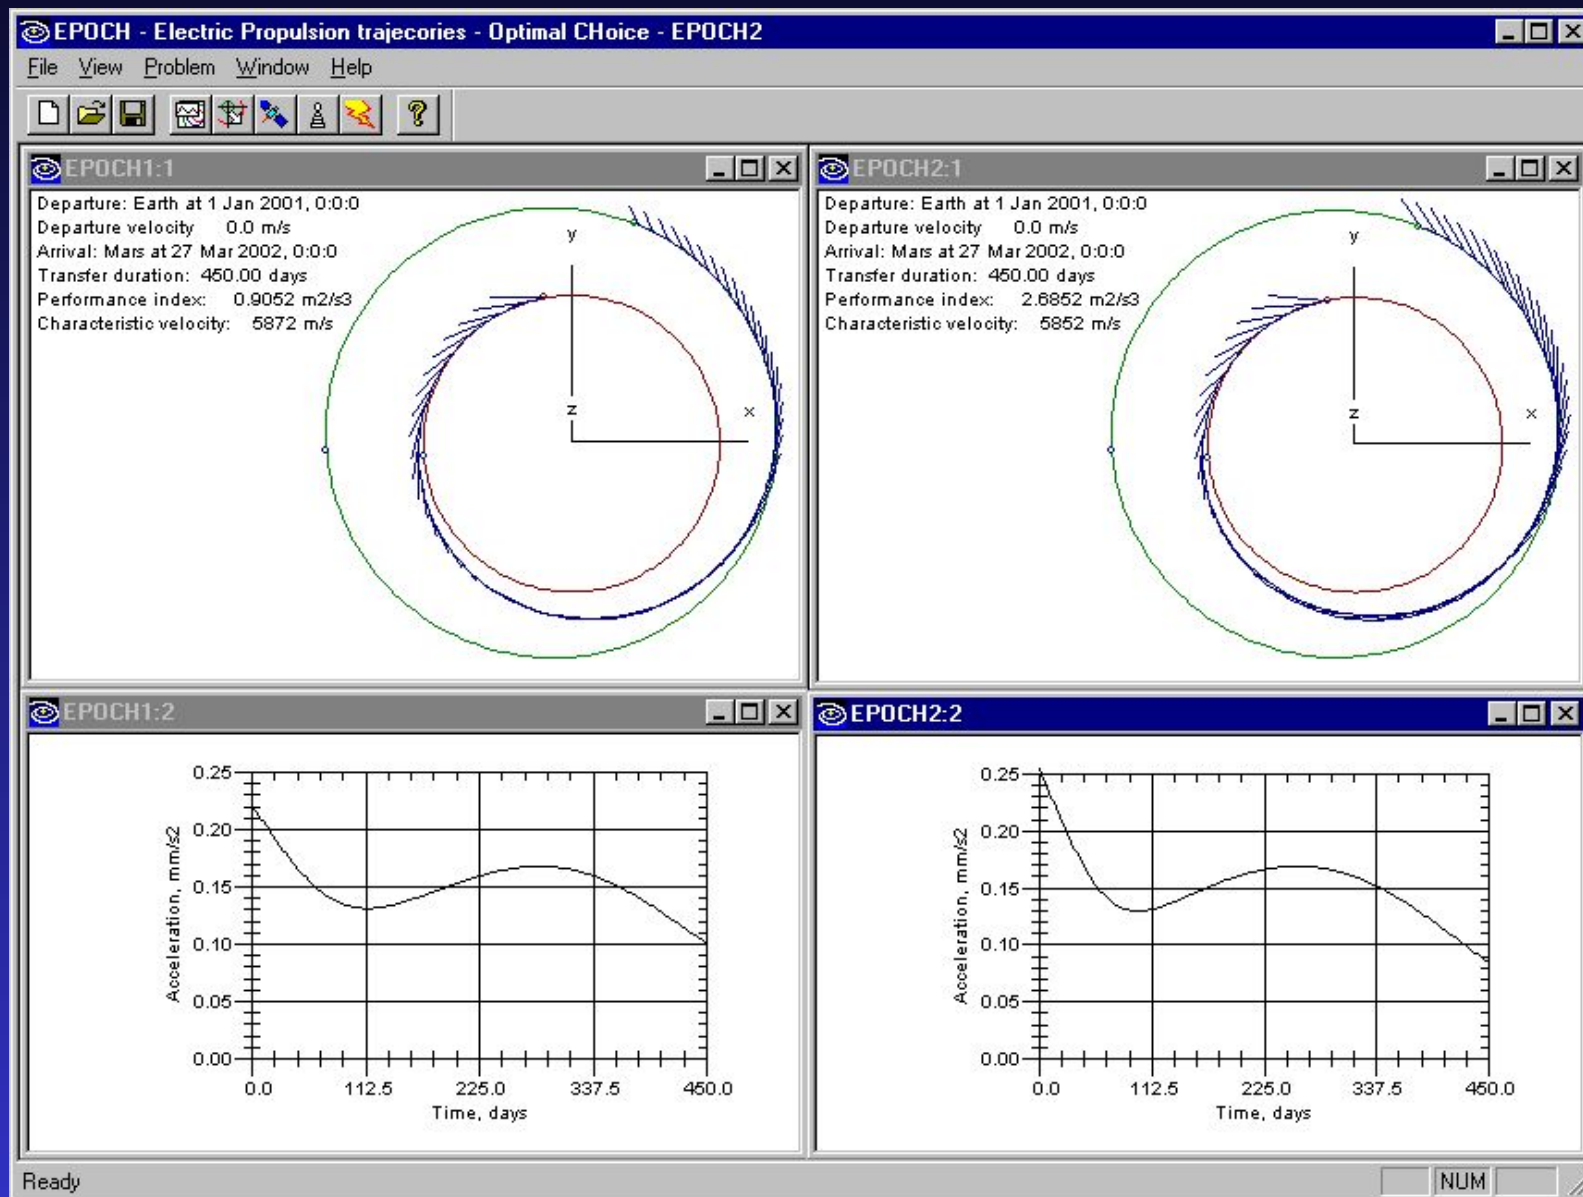 EPOCH - Electric Propulsion trajecories - Optimal CHoice - EPOCH2
File View Problem Window Help
EPOCH1:1
Departure: Earth at 1 Jan 2001, 0:0:0
Departure velocity 0.0 m/s
Arrival: Mars at 27 Mar 2002, 0:0:0
Transfer duration: 450.00 days
Performance index: 0.9052 m2/s3
Characteristic velocity: 5872 m/s
y
z
x
EPOCH2:1
Departure: Earth at 1 Jan 2001, 0:0:0
Departure velocity 0.0 m/s
Arrival: Mars at 27 Mar 2002, 0:0:0
Transfer duration: 450.00 days
Performance index: 2.6852 m2/s3
Characteristic velocity: 5852 m/s
y
z
x
EPOCH1:2
Acceleration, mm/s2
0.25
0.20
0.15
0.10
0.05
0.00
0.0 112.5 225.0 337.5 450.0
Time, days
EPOCH2:2
Acceleration, mm/s2
0.25
0.20
0.15
0.10
0.05
0.00
0.0 112.5 225.0 337.5 450.0
Time, days
Ready
NUM